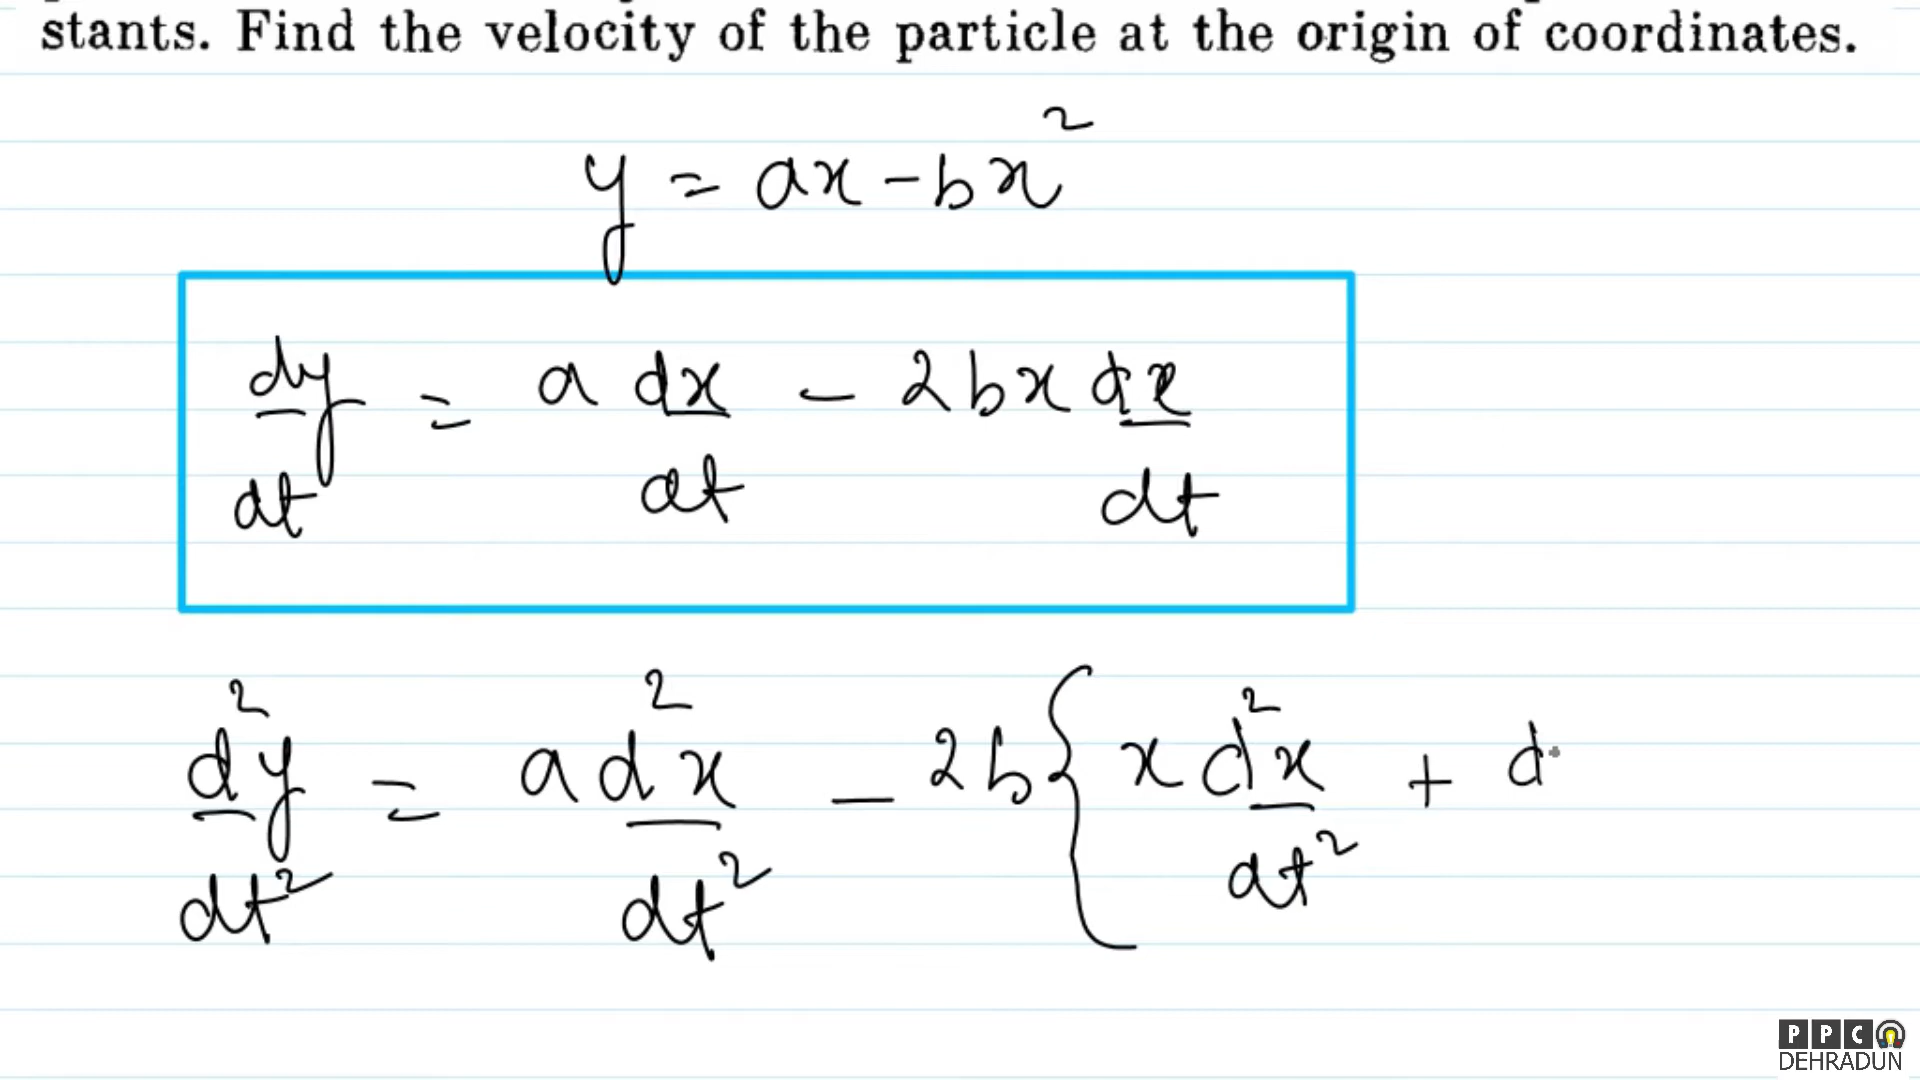 stants. Find the velocity of the particle at the origin of coordinates.
y = ax - bx²
dy/dt = a dx/dt - 2bx dx/dt
d²y/dt² = a d²x/dt² - 2b { x d²x/dt² + d
PPC
DEHRADUN